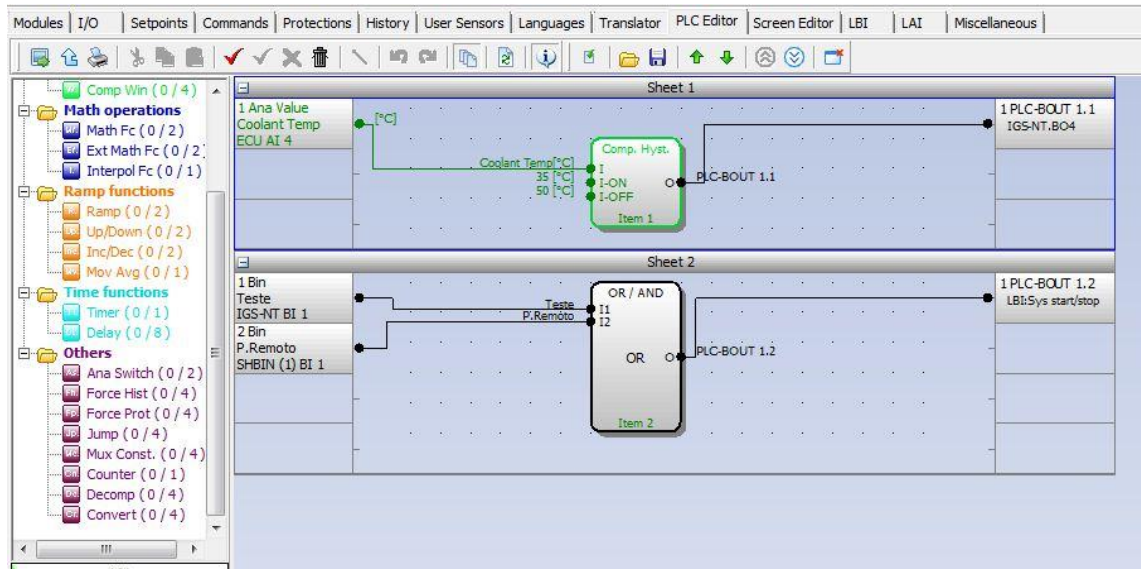 Modules I/O Setpoints Commands Protections History User Sensors Languages Translator PLC Editor Screen Editor LBI LAI Miscellaneous
Comp Win ( 0 / 4 )
Math operations
Math Fc ( 0 / 2 )
Ext Math Fc ( 0 / 2
Interpol Fc ( 0 / 1 )
Ramp functions
Ramp ( 0 / 2 )
Up/Down ( 0 / 2 )
Inc/Dec ( 0 / 2 )
Mov Avg ( 0 / 1 )
Time functions
Timer ( 0 / 1 )
Delay ( 0 / 8 )
Others
Ana Switch ( 0 / 2 )
Force Hist ( 0 / 4 )
Force Prot ( 0 / 4 )
Jump ( 0 / 4 )
Mux Const. ( 0 / 4 )
Counter ( 0 / 1 )
Decomp ( 0 / 4 )
Convert ( 0 / 4 )
Sheet 1
1 Ana Value
Coolant Temp
ECU AI 4
[°C]
Coolant Temp[°C]
35 [°C]
50 [°C]
Comp. Hyst.
I
I-ON O
I-OFF
Item 1
PLC-BOUT 1.1
1 PLC-BOUT 1.1
IGS-NT.BO4
Sheet 2
1 Bin
Teste
IGS-NT BI 1
2 Bin
P.Remoto
SHBIN (1) BI 1
Teste
P.Remoto
OR / AND
I1
I2
OR O
Item 2
PLC-BOUT 1.2
1 PLC-BOUT 1.2
LBI:Sys start/stop